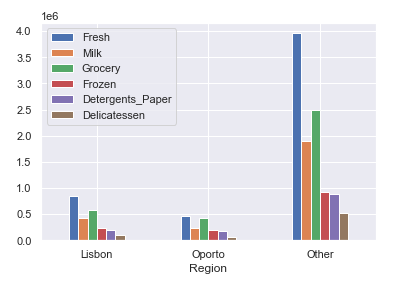 1e6
4.0
3.5
3.0
2.5
2.0
1.5
1.0
0.5
0.0
Fresh
Milk
Grocery
Frozen
Detergents_Paper
Delicatessen
Lisbon Oporto Other
Region